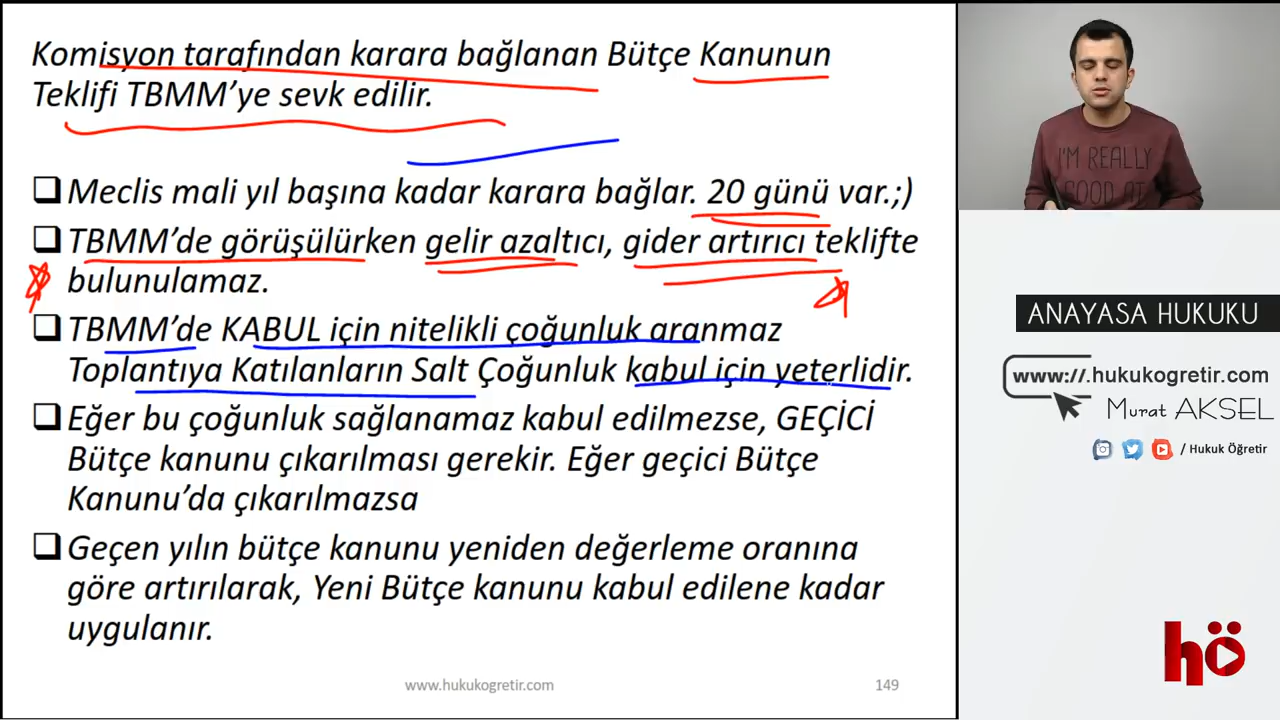 Komisyon tarafından karara bağlanan Bütçe Kanunun
Teklifi TBMM’ye sevk edilir.
Meclis mali yıl başına kadar karara bağlar. 20 günü var.;)
TBMM’de görüşülürken gelir azaltıcı, gider artırıcı teklifte
bulunulamaz.
TBMM’de KABUL için nitelikli çoğunluk aranmaz
Toplantıya Katılanların Salt Çoğunluk kabul için yeterlidir.
Eğer bu çoğunluk sağlanamaz kabul edilmezse, GEÇİCİ
Bütçe kanunu çıkarılması gerekir. Eğer geçici Bütçe
Kanunu’da çıkarılmazsa
Geçen yılın bütçe kanunu yeniden değerleme oranına
göre artırılarak, Yeni Bütçe kanunu kabul edilene kadar
uygulanır.
www.hukukogretir.com
149
I'M REALLY
GOOD AT
ANAYASA HUKUKU
www://.hukukogretir.com
Murat AKSEL
/ Hukuk Öğretir
hö